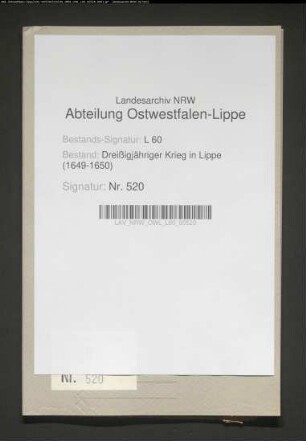 Landesarchiv NRW
Abteilung Ostwestfalen-Lippe
Bestands-Signatur: L 60
Bestand: Dreißigjähriger Krieg in Lippe
(1649-1650)
Signatur: Nr. 520
Nr. 520